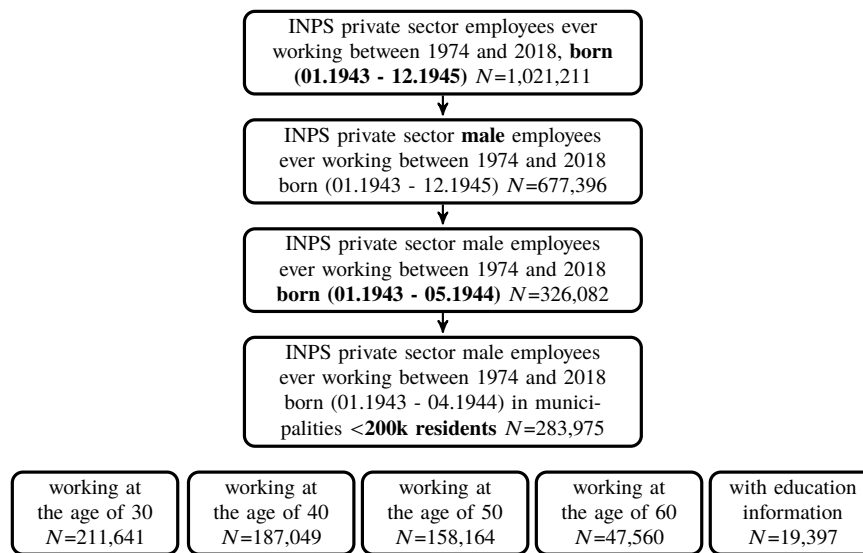 INPS private sector employees ever
working between 1974 and 2018, born
(01.1943 - 12.1945) N=1,021,211
INPS private sector male employees
ever working between 1974 and 2018
born (01.1943 - 12.1945) N=677,396
INPS private sector male employees
ever working between 1974 and 2018
born (01.1943 - 05.1944) N=326,082
INPS private sector male employees
ever working between 1974 and 2018
born (01.1943 - 04.1944) in munici-
palities <200k residents N=283,975
working at
the age of 30
N=211,641
working at
the age of 40
N=187,049
working at
the age of 50
N=158,164
working at
the age of 60
N=47,560
with education
information
N=19,397